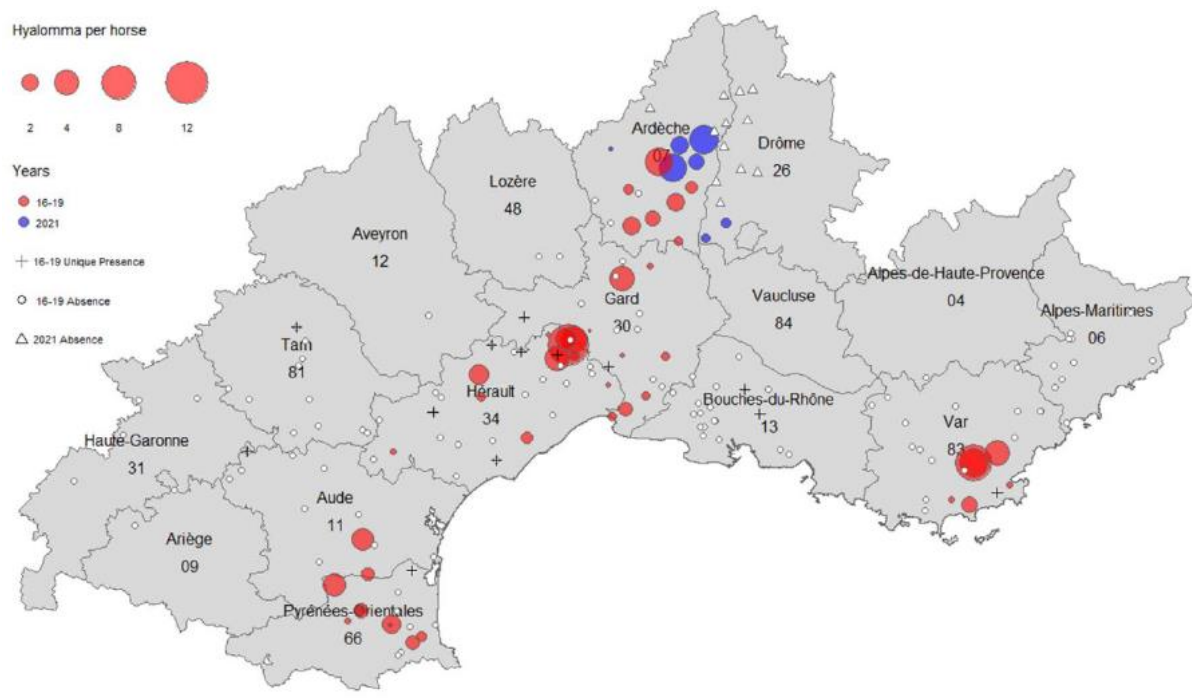 Hyalomma per horse
2 4 8 12
Years
16-19
2021
16-19 Unique Presence
16-19 Absence
2021 Absence
Ardèche
07
Drôme
26
Lozère
48
Aveyron
12
Alpes-de-Haute-Provence
04
Gard
30
Vaucluse
84
Alpes-Maritimes
06
Tarn
81
Hérault
34
Bouches-du-Rhône
13
Var
83
Haute-Garonne
31
Aude
11
Ariège
09
Pyrénées-Orientales
66